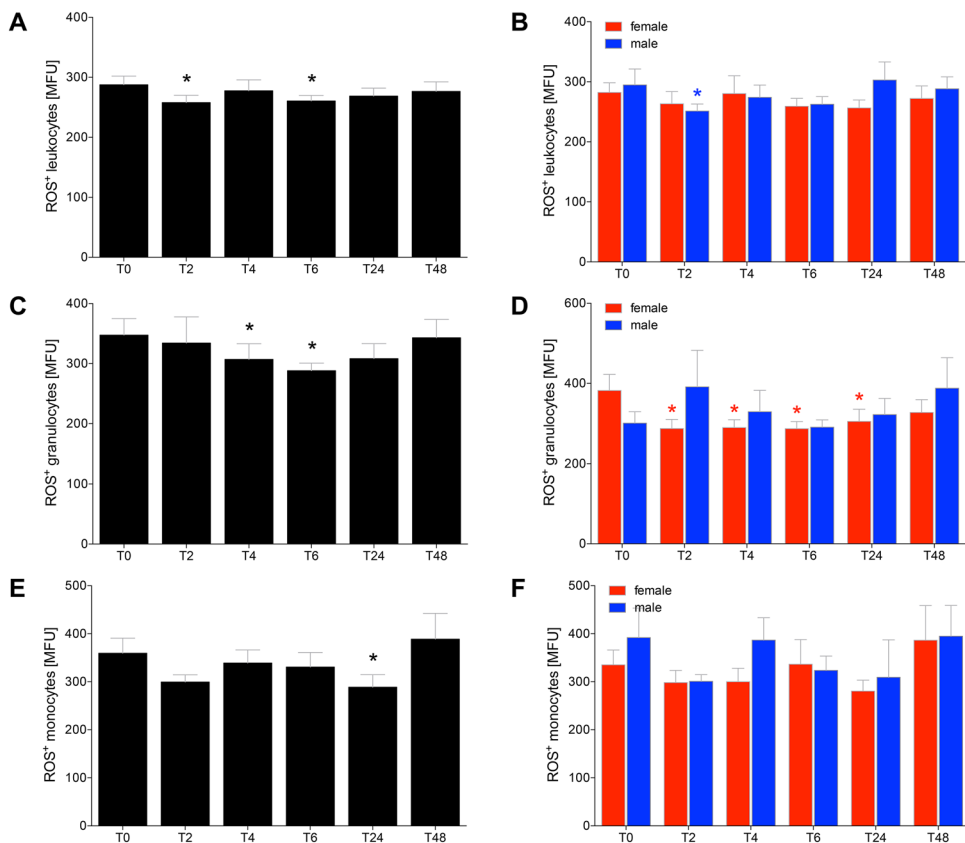 A
ROS⁺ leukocytes [MFU]
400
300
200
100
0
* *
T0 T2 T4 T6 T24 T48
B
ROS⁺ leukocytes [MFU]
400
300
200
100
0
female
male
*
T0 T2 T4 T6 T24 T48
C
ROS⁺ granulocytes [MFU]
400
300
200
100
0
* *
T0 T2 T4 T6 T24 T48
D
ROS⁺ granulocytes [MFU]
600
400
200
0
female
male
* * * *
T0 T2 T4 T6 T24 T48
E
ROS⁺ monocytes [MFU]
500
400
300
200
100
0
*
T0 T2 T4 T6 T24 T48
F
ROS⁺ monocytes [MFU]
500
400
300
200
100
0
female
male
T0 T2 T4 T6 T24 T48